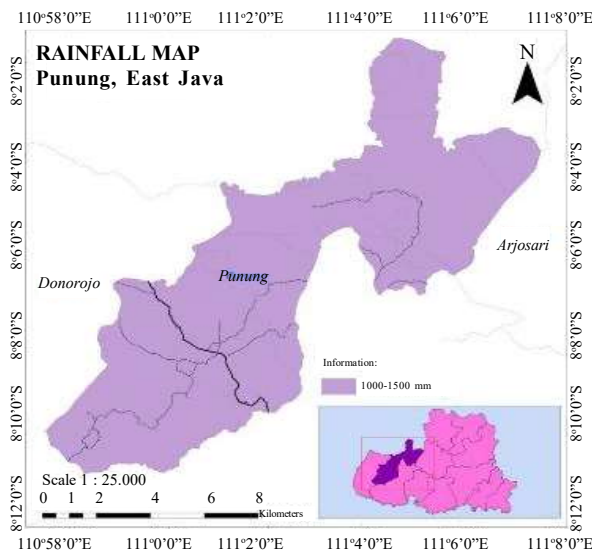 110°58'0"E 111°0'0"E 111°2'0"E 111°4'0"E 111°6'0"E 111°8'0"E
RAINFALL MAP
Punung, East Java
N
8°2'0"S 8°2'0"S
8°4'0"S 8°4'0"S
8°6'0"S 8°6'0"S
8°8'0"S 8°8'0"S
8°10'0"S 8°10'0"S
8°12'0"S 8°12'0"S
Arjosari
Donorojo
Punung
Information:
1000-1500 mm
Scale 1 : 25.000
0 1 2 4 6 8
Kilometers
110°58'0"E 111°0'0"E 111°2'0"E 111°4'0"E 111°6'0"E 111°8'0"E